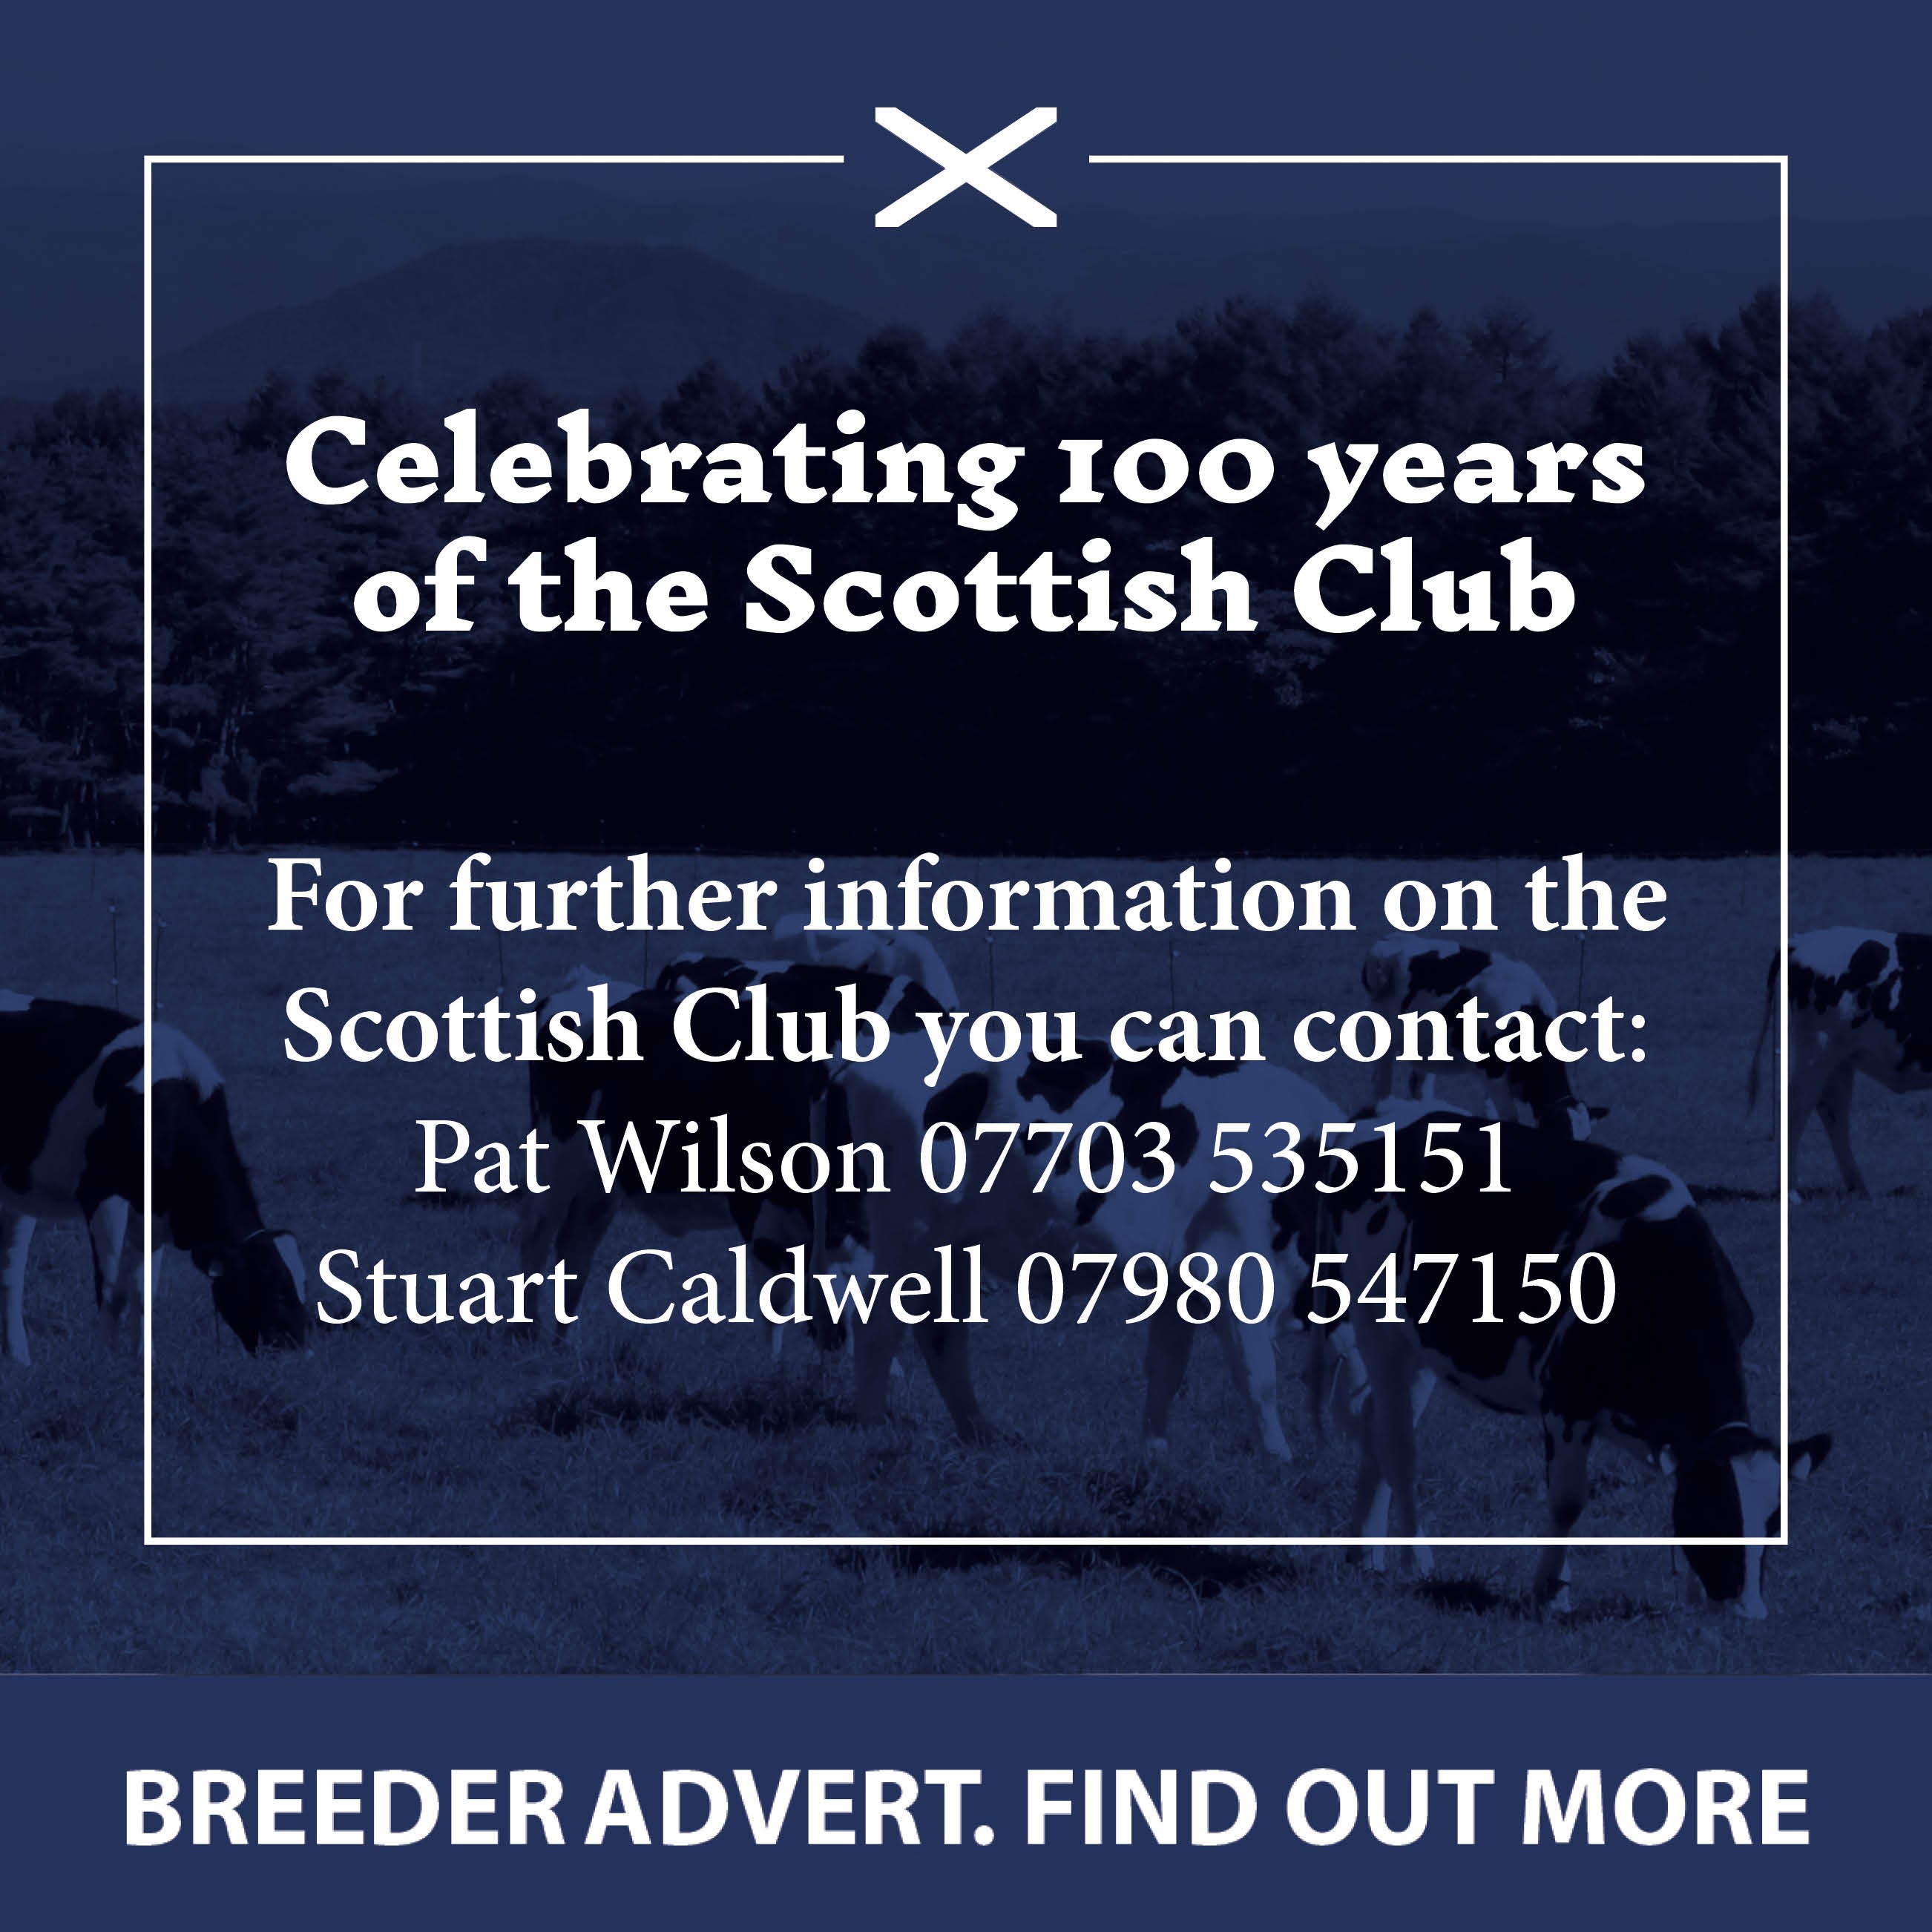 Celebrating 100 years
of the Scottish Club
For further information on the
Scottish Club you can contact:
Pat Wilson 07703 535151
Stuart Caldwell 07980 547150
BREEDER ADVERT. FIND OUT MORE